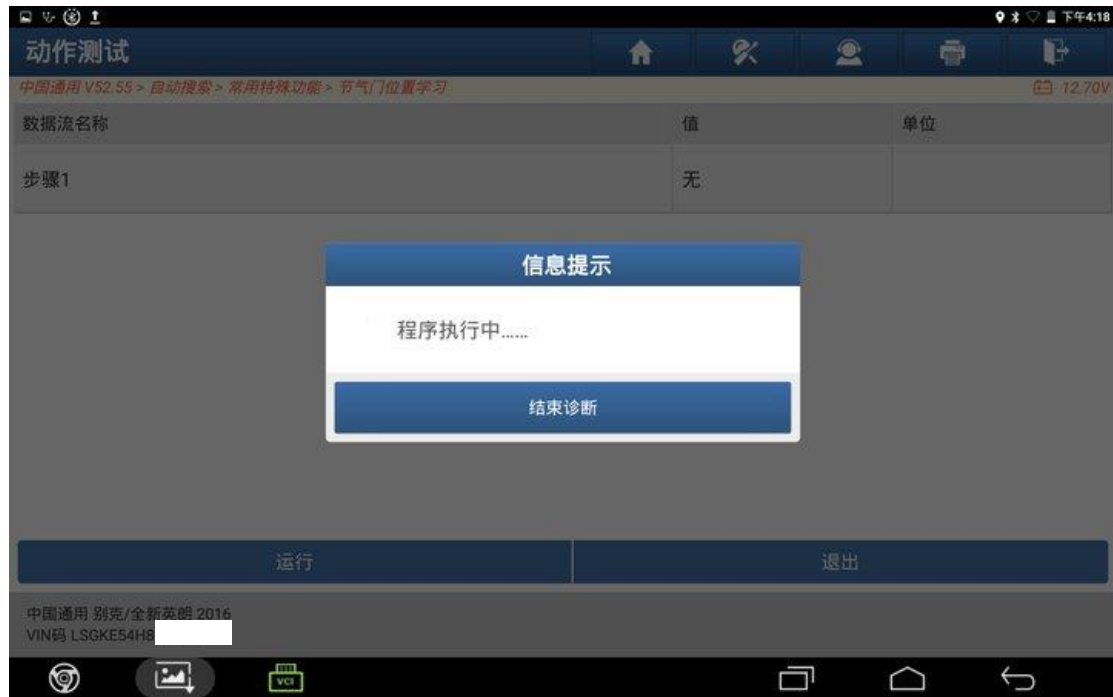 下午4:18
动作测试
中国通用 V52.55 > 自动搜索 > 常用特殊功能 > 节气门位置学习 12.70V
数据流名称 值 单位
步骤1 无
信息提示
程序执行中......
结束诊断
运行 退出
中国通用 别克/全新英朗 2016
VIN码 LSGKE54H8
VCI